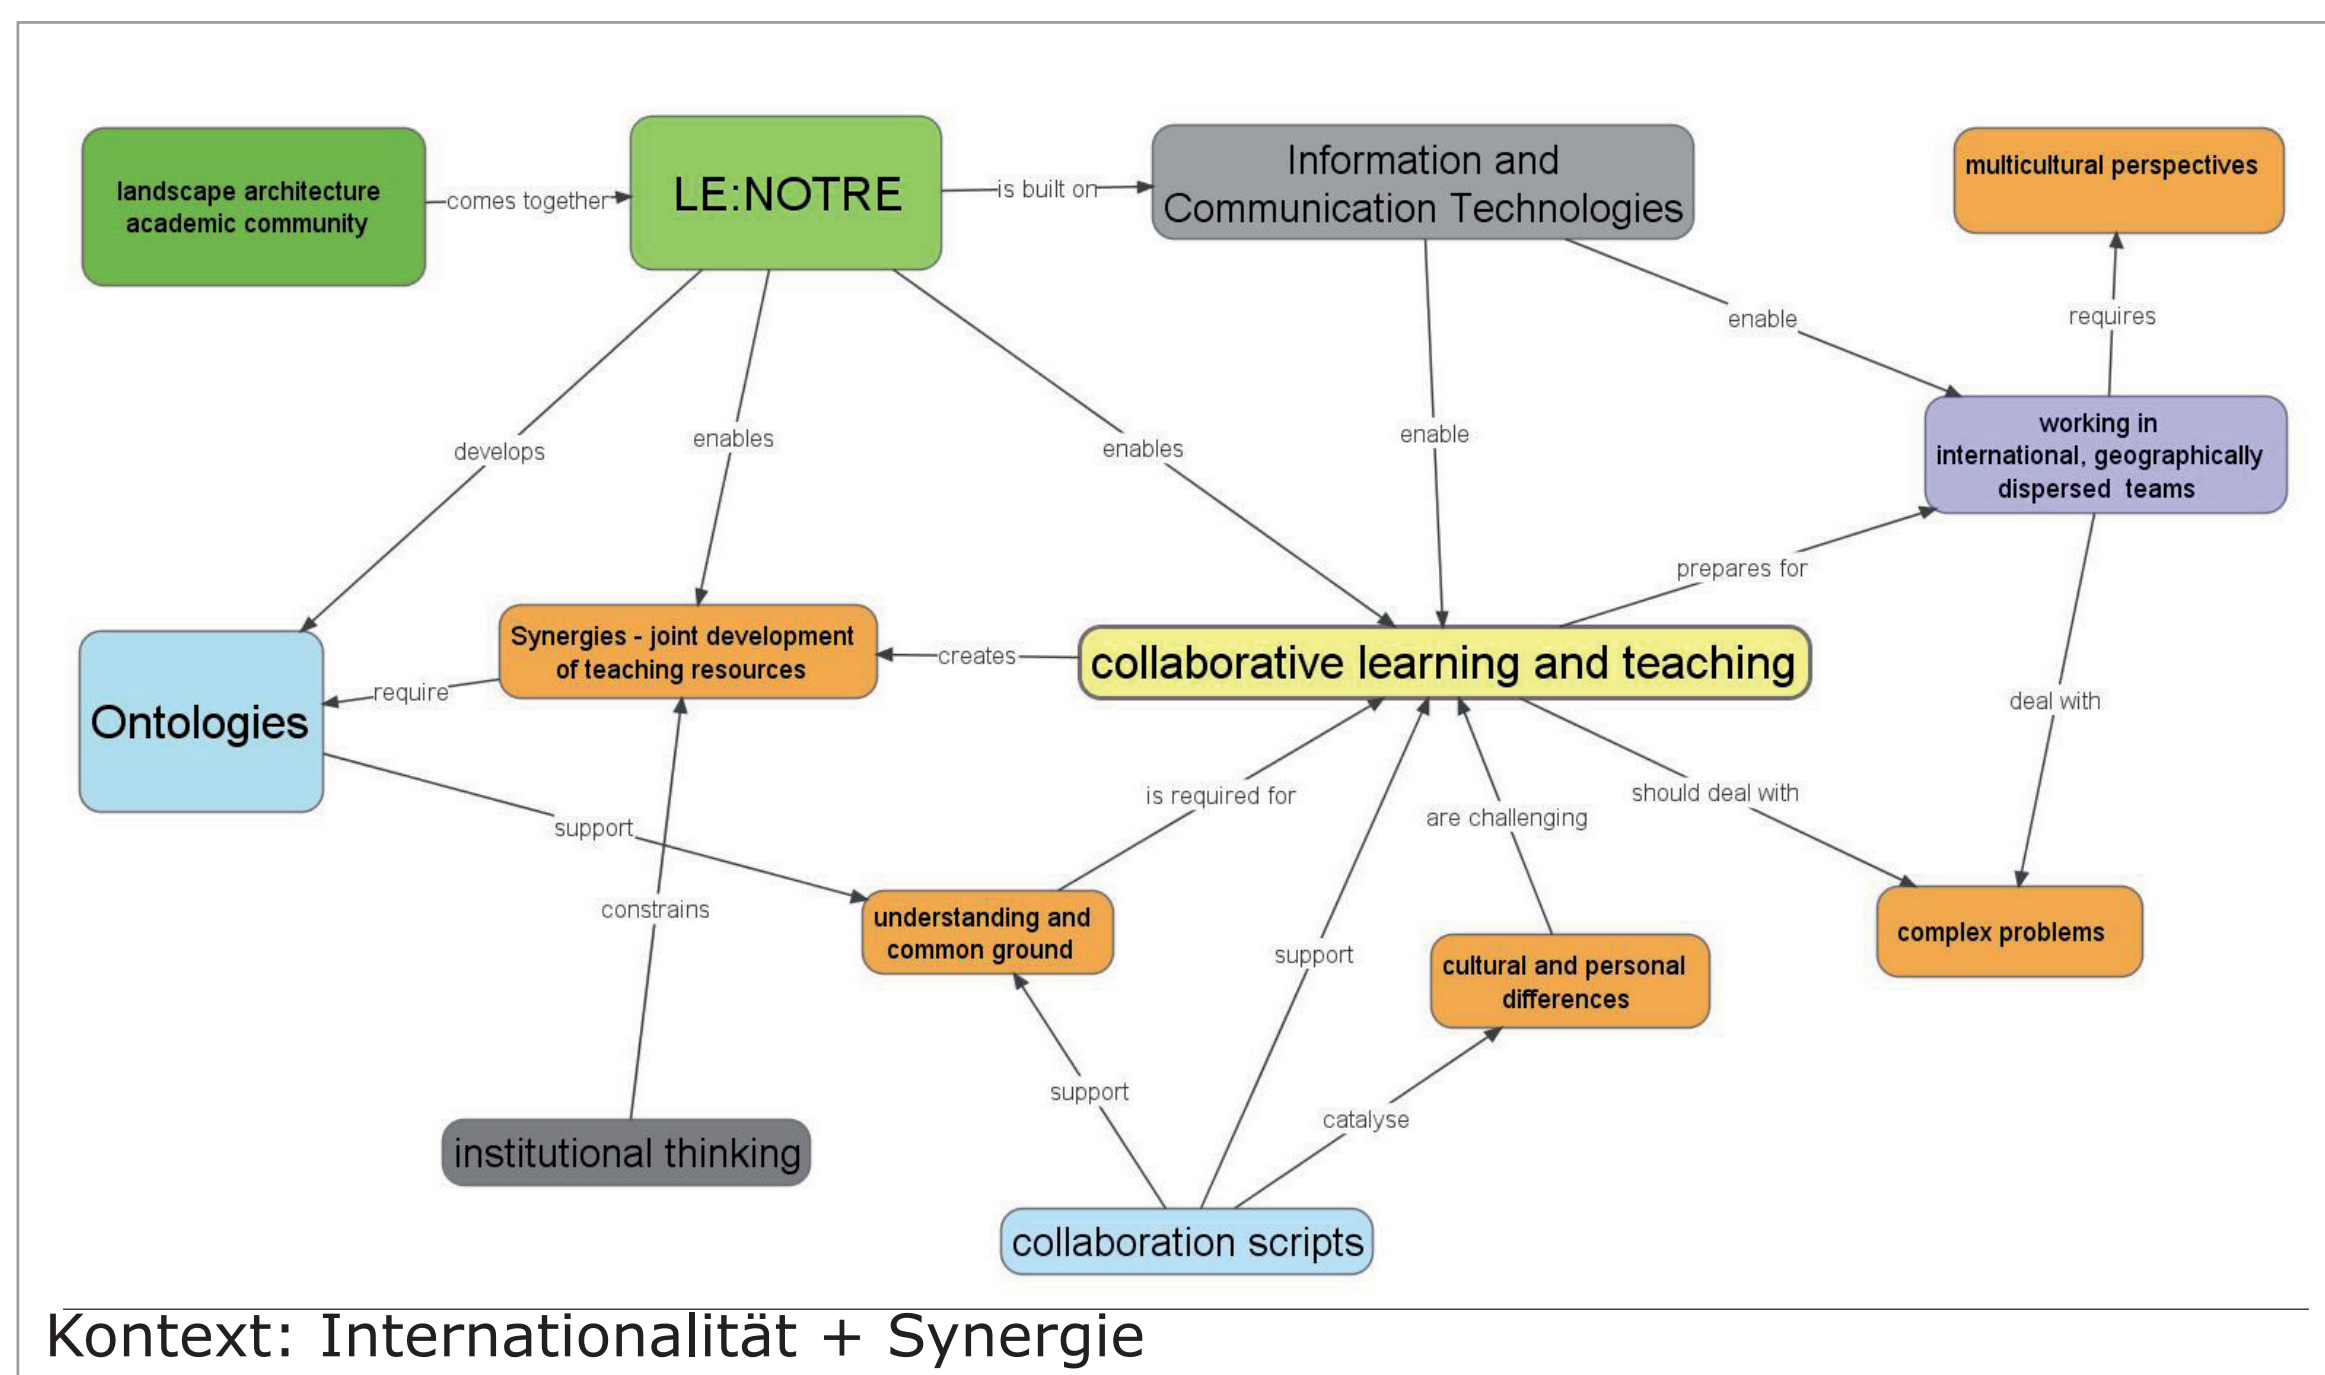 landscape architecture
academic community
comes together
LE:NOTRE
is built on
Information and
Communication Technologies
multicultural perspectives
enable
requires
working in
international, geographically
dispersed teams
develops
enables
enables
enable
prepares for
Ontologies
require
Synergies - joint development
of teaching resources
creates
collaborative learning and teaching
deal with
support
is required for
are challenging
should deal with
constrains
understanding and
common ground
support
cultural and personal
differences
complex problems
support
catalyse
institutional thinking
collaboration scripts
Kontext: Internationalität + Synergie